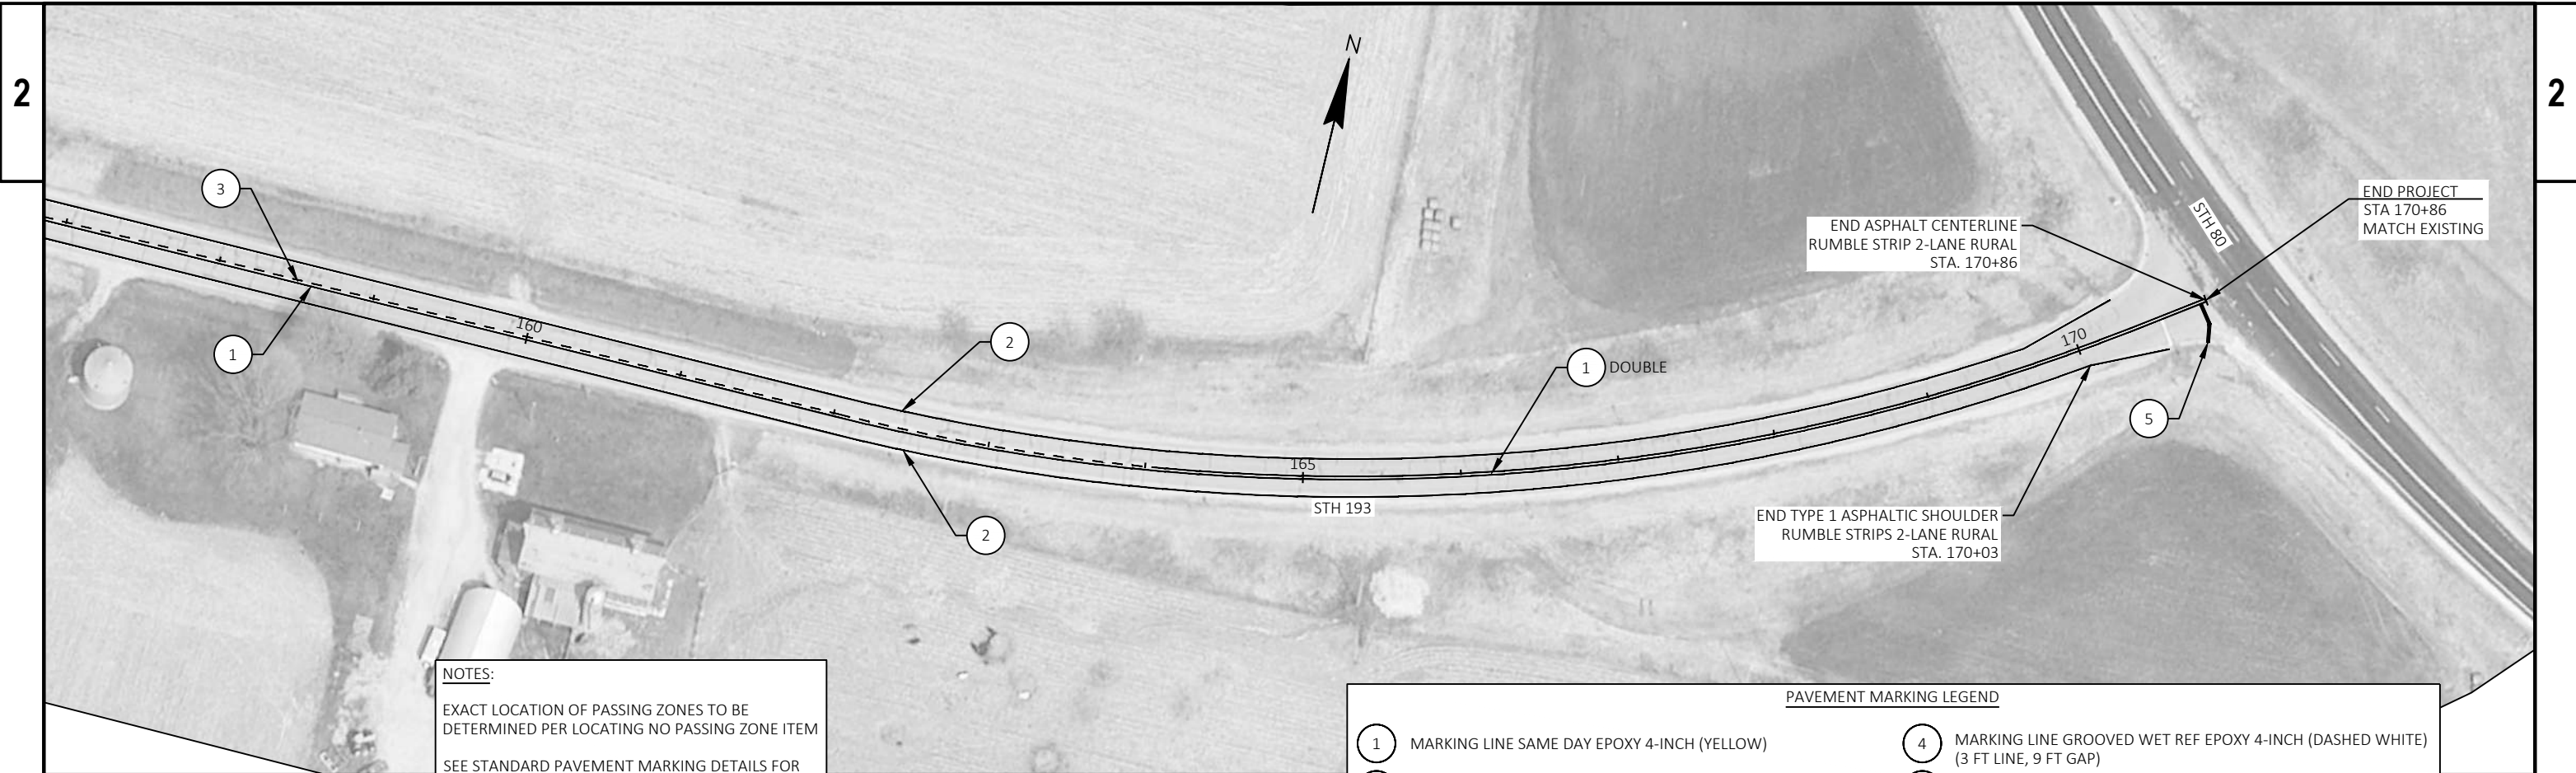 2
2
N
3
1
160
2
2
165
STH 193
1 DOUBLE
END ASPHALT CENTERLINE
RUMBLE STRIP 2-LANE RURAL
STA. 170+86
STH 80
END PROJECT
STA 170+86
MATCH EXISTING
170
5
END TYPE 1 ASPHALTIC SHOULDER
RUMBLE STRIPS 2-LANE RURAL
STA. 170+03
NOTES:
EXACT LOCATION OF PASSING ZONES TO BE
DETERMINED PER LOCATING NO PASSING ZONE ITEM
SEE STANDARD PAVEMENT MARKING DETAILS FOR
PAVEMENT MARKING LEGEND
1 MARKING LINE SAME DAY EPOXY 4-INCH (YELLOW)
4 MARKING LINE GROOVED WET REF EPOXY 4-INCH (DASHED WHITE)
(3 FT LINE, 9 FT GAP)